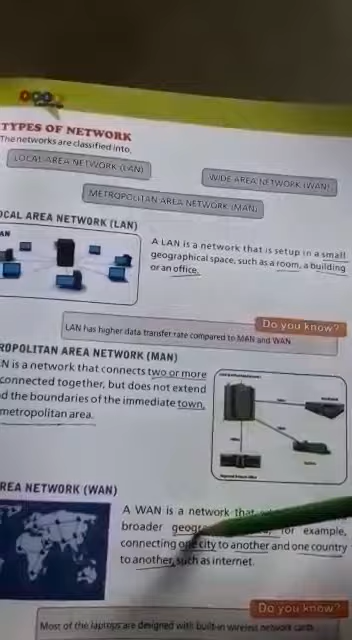 TYPES OF NETWORK
The networks are classified into,
LOCAL AREA NETWORK (LAN)
WIDE AREA NETWORK (WAN)
METROPOLITAN AREA NETWORK (MAN)
OCAL AREA NETWORK (LAN)
AN
A LAN is a network that is setup in a small
geographical space, such as a room, a building
or an office.
Do you know?
LAN has higher data transfer rate compared to MAN and WAN
ROPOLITAN AREA NETWORK (MAN)
N is a network that connects two or more
connected together, but does not extend
d the boundaries of the immediate town,
metropolitan area.
REA NETWORK (WAN)
A WAN is a network that
broader for example,
connecting one city to another and one country
to another, such as internet.
Do you know?
Most of the laptops are designed with built-in wireless network cards